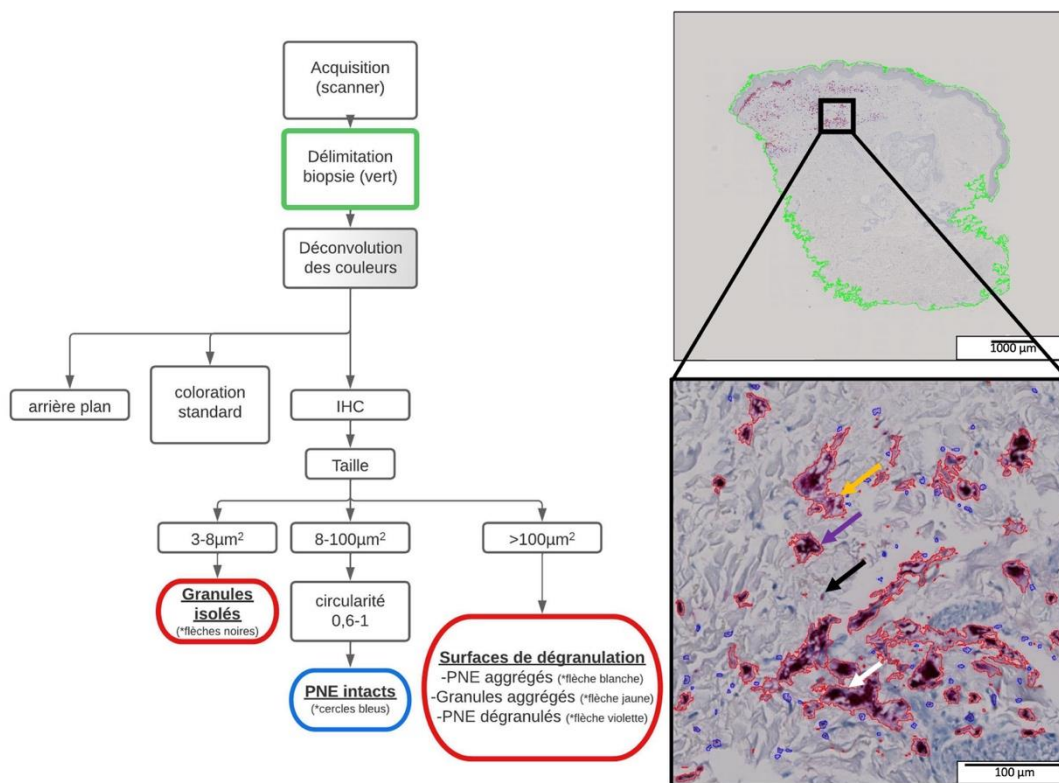 Acquisition
(scanner)
Délimitation
biopsie (vert)
Déconvolution
des couleurs
arrière plan
coloration
standard
IHC
Taille
3-8µm²
8-100µm²
>100µm²
Granules
isolés
(*flèches noires)
circularité
0,6-1
PNE intacts
(*cercles bleus)
Surfaces de dégranulation
-PNE aggrégés (*flèche blanche)
-Granules aggrégés (*flèche jaune)
-PNE dégranulés (*flèche violette)
1000 µm
100 µm